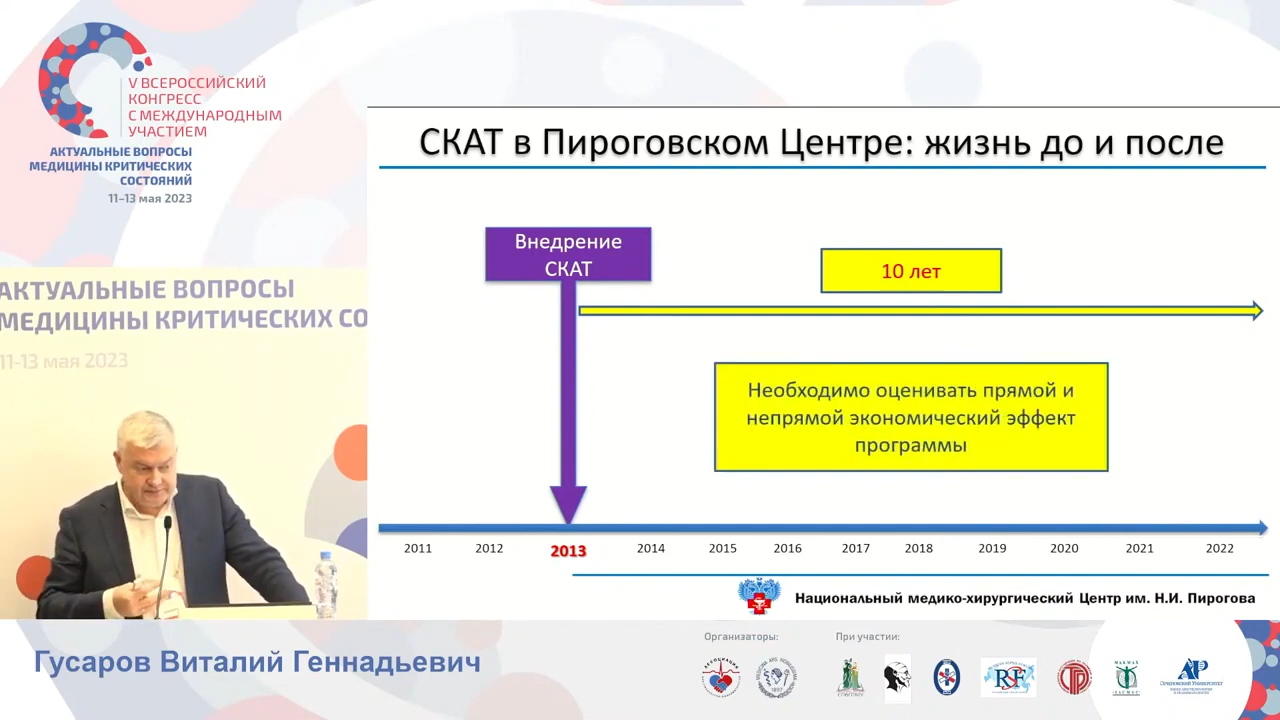 V ВСЕРОССИЙСКИЙ
КОНГРЕСС
С МЕЖДУНАРОДНЫМ
УЧАСТИЕМ
АКТУАЛЬНЫЕ ВОПРОСЫ
МЕДИЦИНЫ КРИТИЧЕСКИХ
СОСТОЯНИЙ
11–13 мая 2023
АКТУАЛЬНЫЕ ВОПРОСЫ
МЕДИЦИНЫ КРИТИЧЕСКИХ СО
11-13 мая 2023
СКАТ в Пироговском Центре: жизнь до и после
Внедрение
СКАТ
10 лет
Необходимо оценивать прямой и
непрямой экономический эффект
программы
2011 2012 2013 2014 2015 2016 2017 2018 2019 2020 2021 2022
Национальный медико-хирургический Центр им. Н.И. Пирогова
Гусаров Виталий Геннадьевич
Организаторы:
При участии: